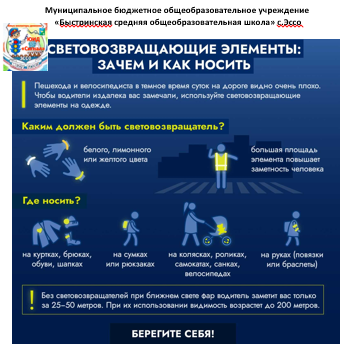 Муниципальное бюджетное общеобразовательное учреждение
«Быстринская средняя общеобразовательная школа» с.Эссо
СВЕТОВОЗВРАЩАЮЩИЕ ЭЛЕМЕНТЫ:
ЗАЧЕМ И КАК НОСИТЬ
Пешехода и велосипедиста в темное время суток на дороге видно очень плохо.
Чтобы водители издалека вас замечали, используйте световозвращающие
элементы на одежде.
Каким должен быть световозвращатель?
белого, лимонного
или желтого цвета
большая площадь
элемента повышает
заметность человека
Где носить?
на куртках, брюках,
обуви, шапках
на сумках
или рюкзаках
на колясках, роликах,
самокатах, санках,
велосипедах
на руках (повязки
или браслеты)
! Без световозвращателей при ближнем свете фар водитель заметит вас только
за 25–50 метров. При их использовании видимость возрастет до 200 метров.
БЕРЕГИТЕ СЕБЯ!